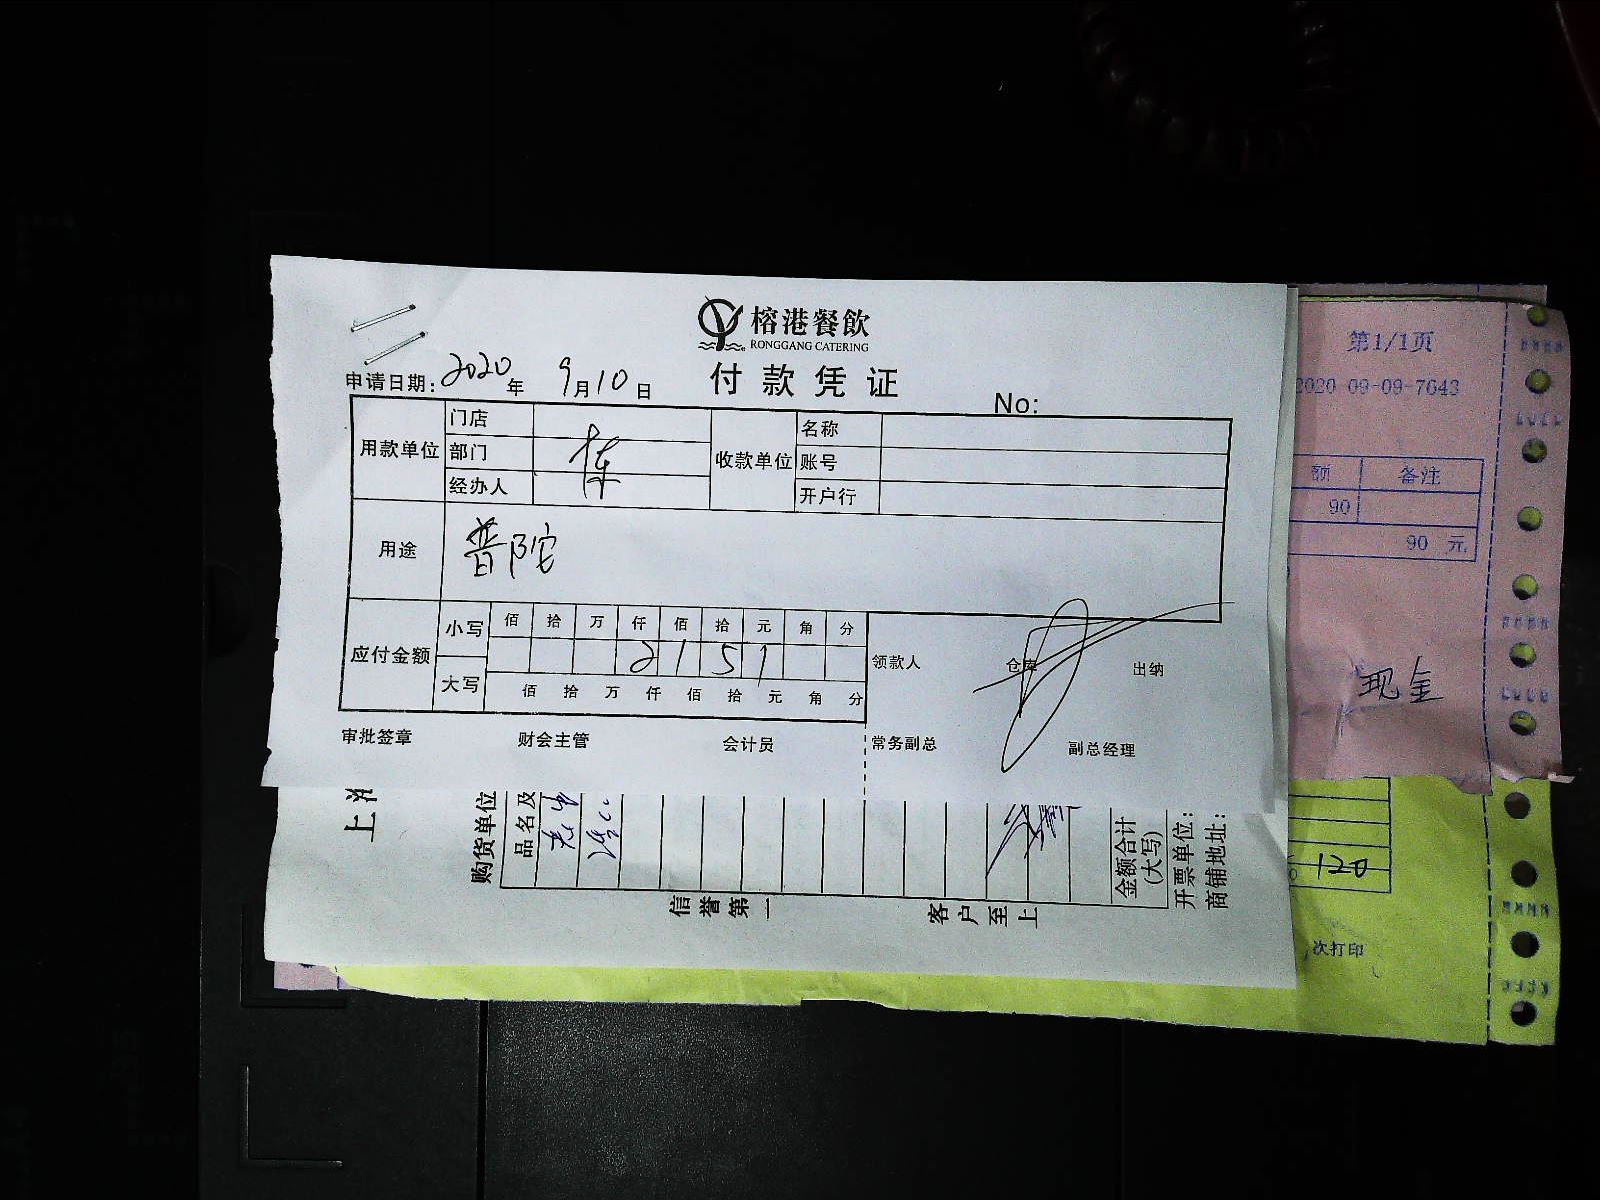 榕港餐飲
RONGGANG CATERING
付款凭证
申请日期: 2020 年 9 月 10 日
No:
用款单位 门店 收款单位 名称
部门 账号
经办人 开户行
用途 普陀
应付金额 小写 佰 拾 万 仟 佰 拾 元 角 分
2 1 5 1
大写 佰 拾 万 仟 佰 拾 元 角 分
领款人 仓库 出纳
审批签章 财会主管 会计员 常务副总 副总经理
第1/1页
2020 09-09-7643
额 备注
90
90 元
现金
上海
购货单位
品名及
金额合计
(大写)
开票单位:
商铺地址:
信誉第一 客户至上
120
次打印